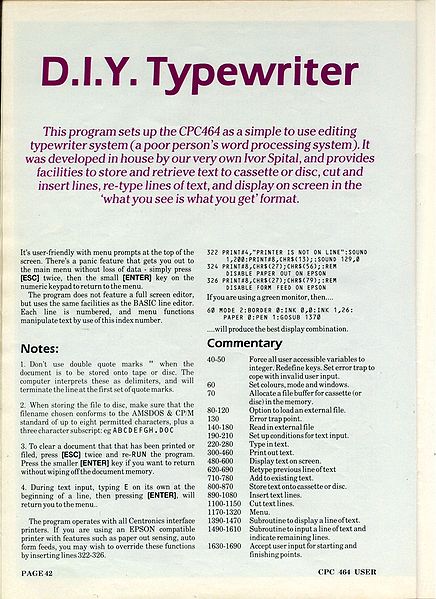 D.I.Y. Typewriter
This program sets up the CPC464 as a simple to use editing
typewriter system (a poor person's word processing system). It
was developed in house by our very own Ivor Spital, and provides
facilities to store and retrieve text to cassette or disc, cut and
insert lines, re-type lines of text, and display on screen in the
'what you see is what you get' format.
It's user-friendly with menu prompts at the top of the
screen. There's a panic feature that gets you out to
the main menu without loss of data - simply press
[ESC] twice, then the small [ENTER] key on the
numeric keypad to return to the menu.
The program does not feature a full screen editor,
but uses the same facilities as the BASIC line editor.
Each line is numbered, and menu functions
manipulate text by use of this index number.
Notes:
1. Don't use double quote marks " when the
document is to be stored onto tape or disc. The
computer interprets these as delimiters, and will
terminate the line at the first set of quote marks.
2. When storing the file to disc, make sure that the
filename chosen conforms to the AMSDOS & CP/M
standard of up to eight permitted characters, plus a
three character subscript: eg ABCDEFGH.DOC
3. To clear a document that that has been printed or
filed, press [ESC] twice and re-RUN the program.
Press the smaller [ENTER] key if you want to return
without wiping off the document memory.
4. During text input, typing E on its own at the
beginning of a line, then pressing [ENTER], will
return you to the menu..
The program operates with all Centronics interface
printers. If you are using an EPSON compatible
printer with features such as paper out sensing, auto
form feeds, you may wish to override these functions
by inserting lines 322-326.
322 PRINT#4,"PRINTER IS NOT ON LINE":SOUND
1,200:PRINT#8,CHR$(13);:SOUND 129,0
324 PRINT#8,CHR$(27);CHR$(56);:REM
DISABLE PAPER OUT ON EPSON
326 PRINT#8,CHR$(27);CHR$(79);:REM
DISABLE FORM FEED ON EPSON
If you are using a green monitor, then....
60 MODE 2:BORDER 0:INK 0,0:INK 1,26:
PAPER 0:PEN 1:GOSUB 1370
....will produce the best display combination.
Commentary
40-50 Force all user accessible variables to
integer. Redefine keys. Set error trap to
cope with invalid user input.
60 Set colours, mode and windows.
70 Allocate a file buffer for cassette (or
disc) in the memory.
80-120 Option to load an external file.
130 Error trap point.
140-180 Read in external file
190-210 Set up conditions for text input.
220-280 Type in text.
300-460 Print out text.
480-600 Display text on screen.
620-690 Retype previous line of text
710-780 Add to existing text.
800-870 Store text onto cassette or disc.
890-1080 Insert text lines.
1100-1150 Cut text lines.
1170-1320 Menu.
1390-1470 Subroutine to display a line of text.
1490-1610 Subroutine to input a line of text and
indicate remaining lines.
1630-1690 Accept user input for starting and
finishing points.
PAGE 42
CPC 464 USER